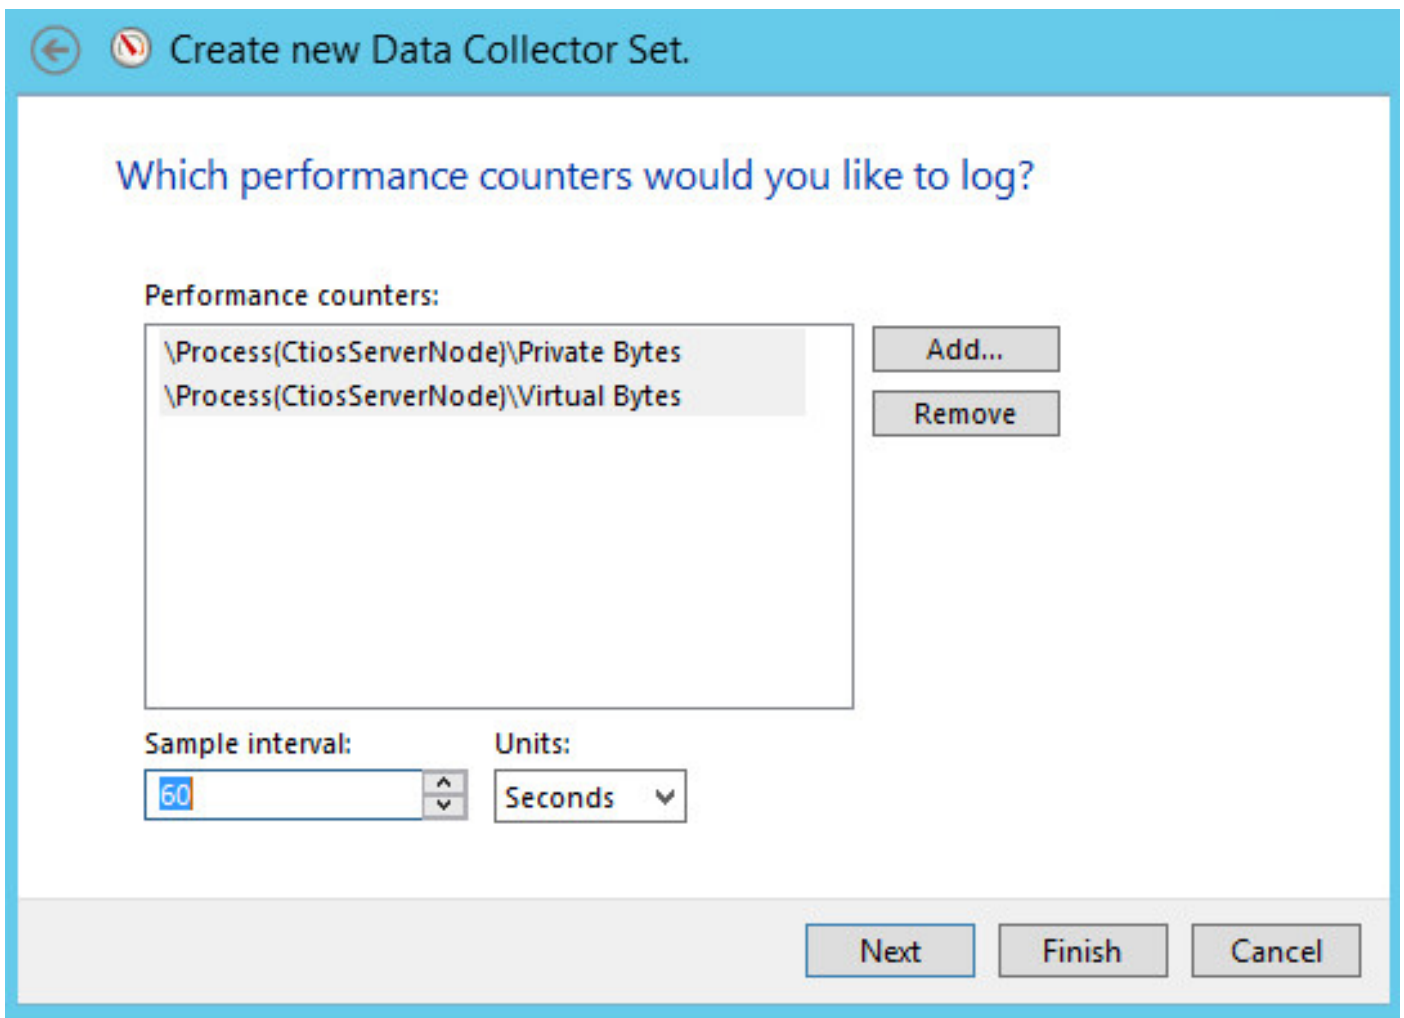 Create new Data Collector Set.
Which performance counters would you like to log?
Performance counters:
\Process(CtiosServerNode)\Private Bytes
\Process(CtiosServerNode)\Virtual Bytes
Add...
Remove
Sample interval:
Units:
60
Seconds
Next
Finish
Cancel